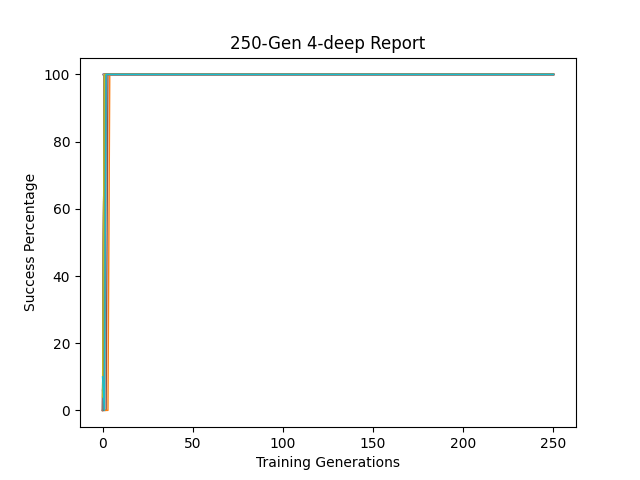 250-Gen 4-deep Report
100
80
60
40
20
0
Success Percentage
0 50 100 150 200 250
Training Generations